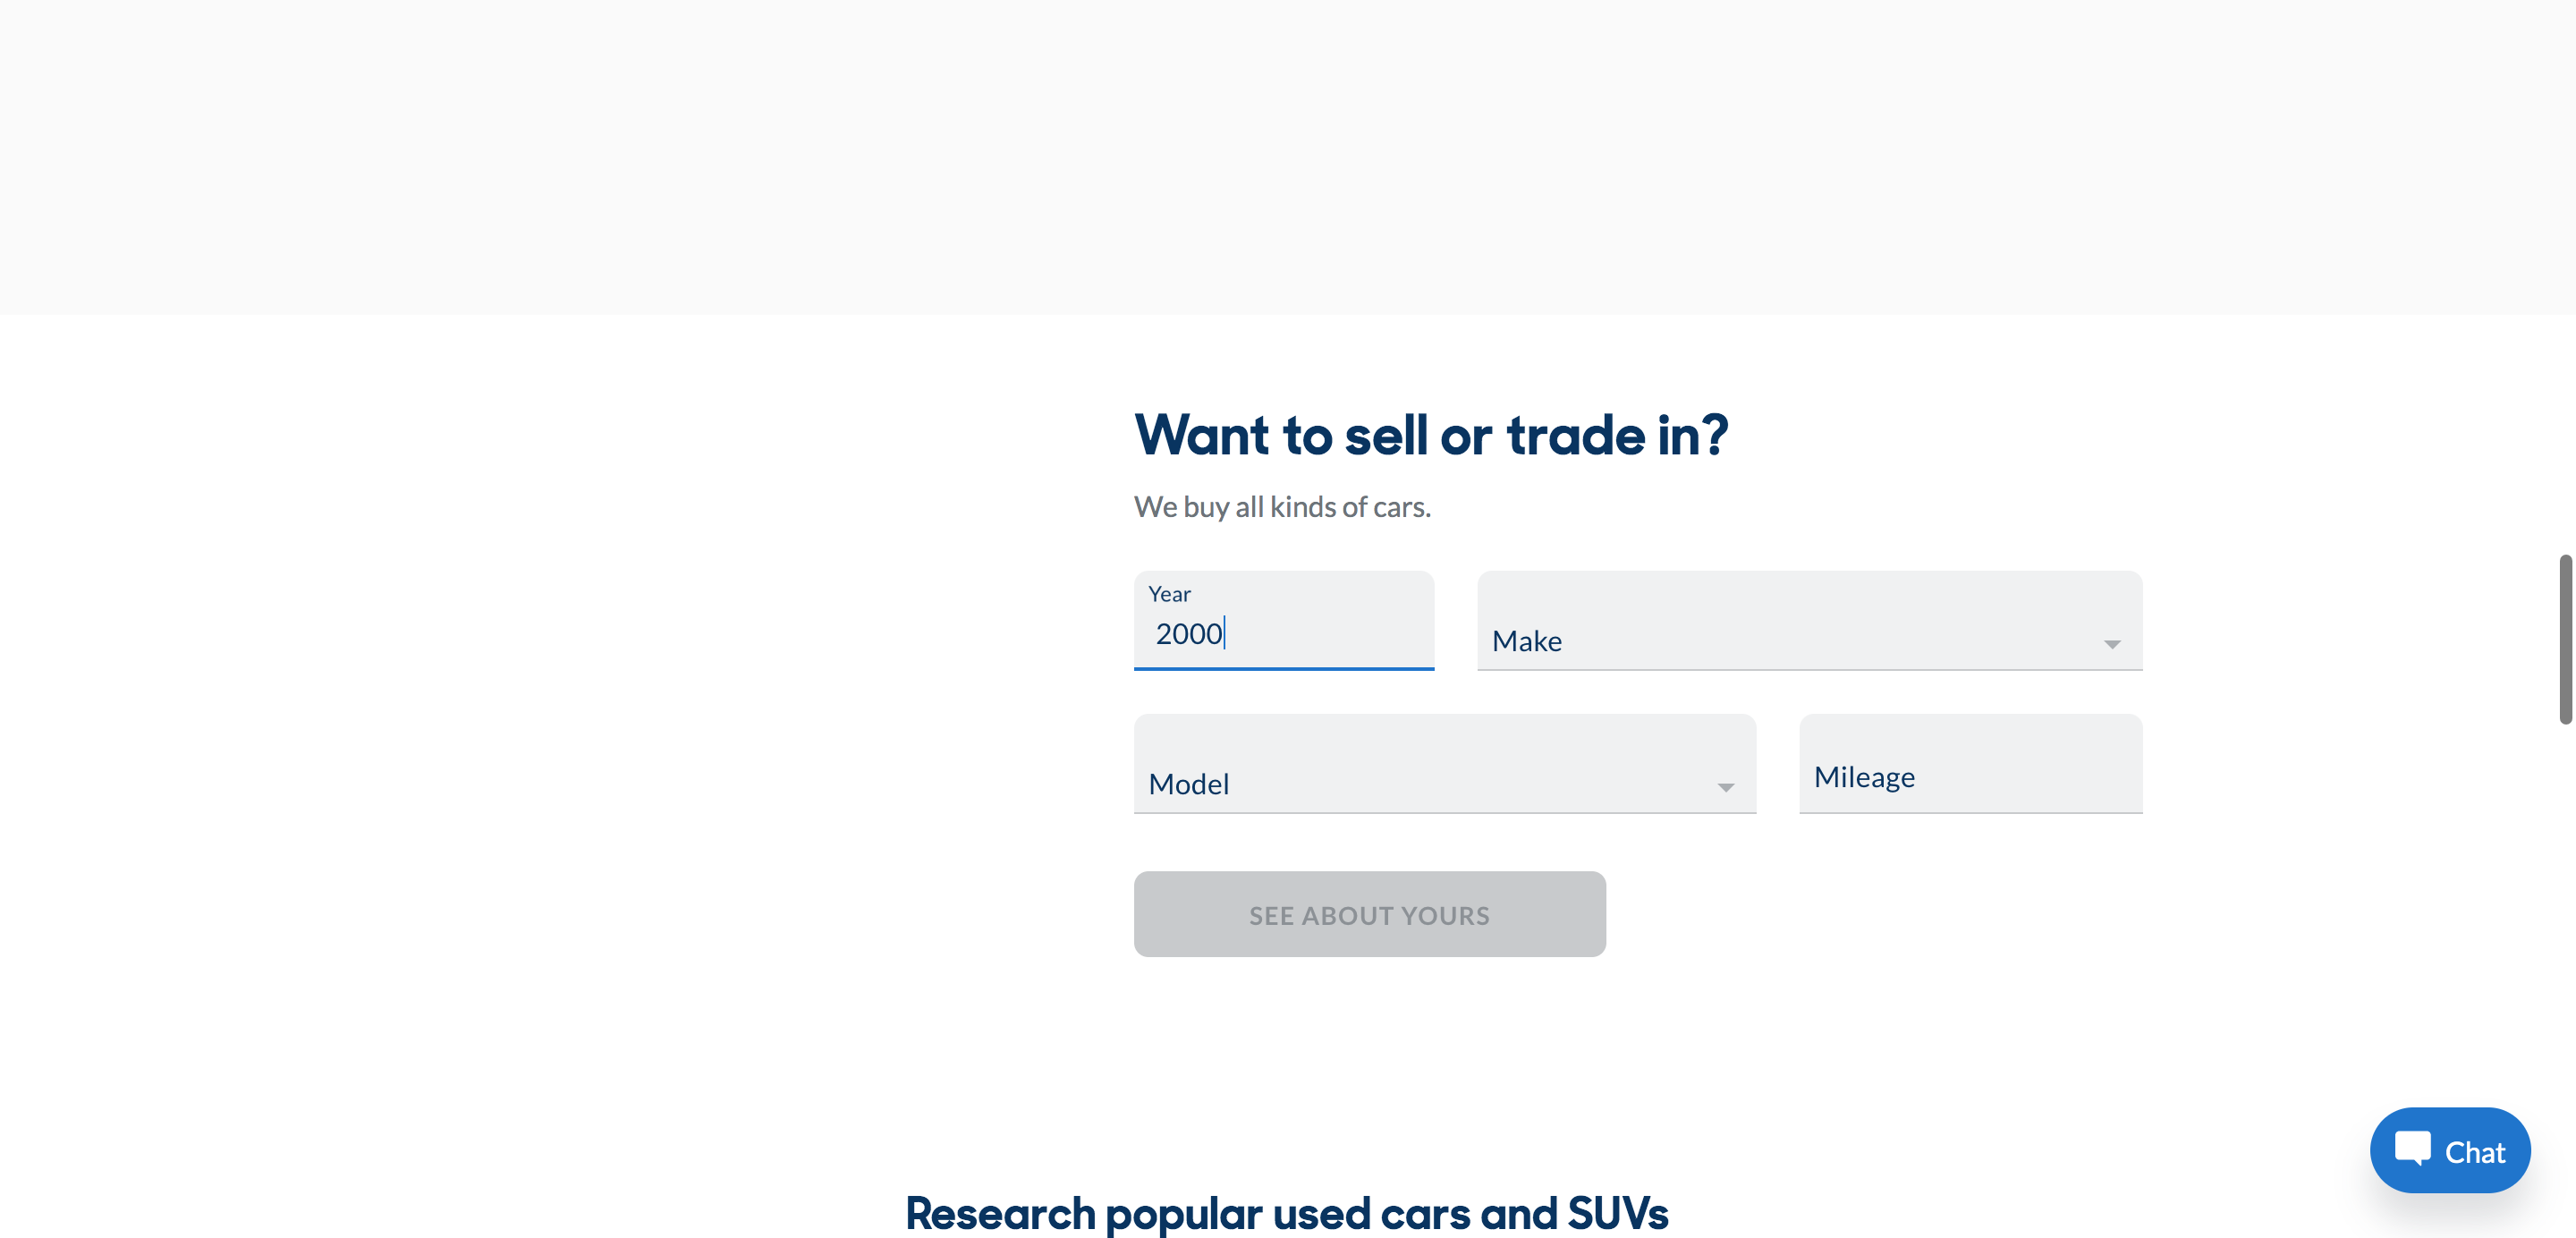 Want to sell or trade in?
We buy all kinds of cars.
Year
2000
Make
Model
Mileage
SEE ABOUT YOURS
Chat
Research popular used cars and SUVs